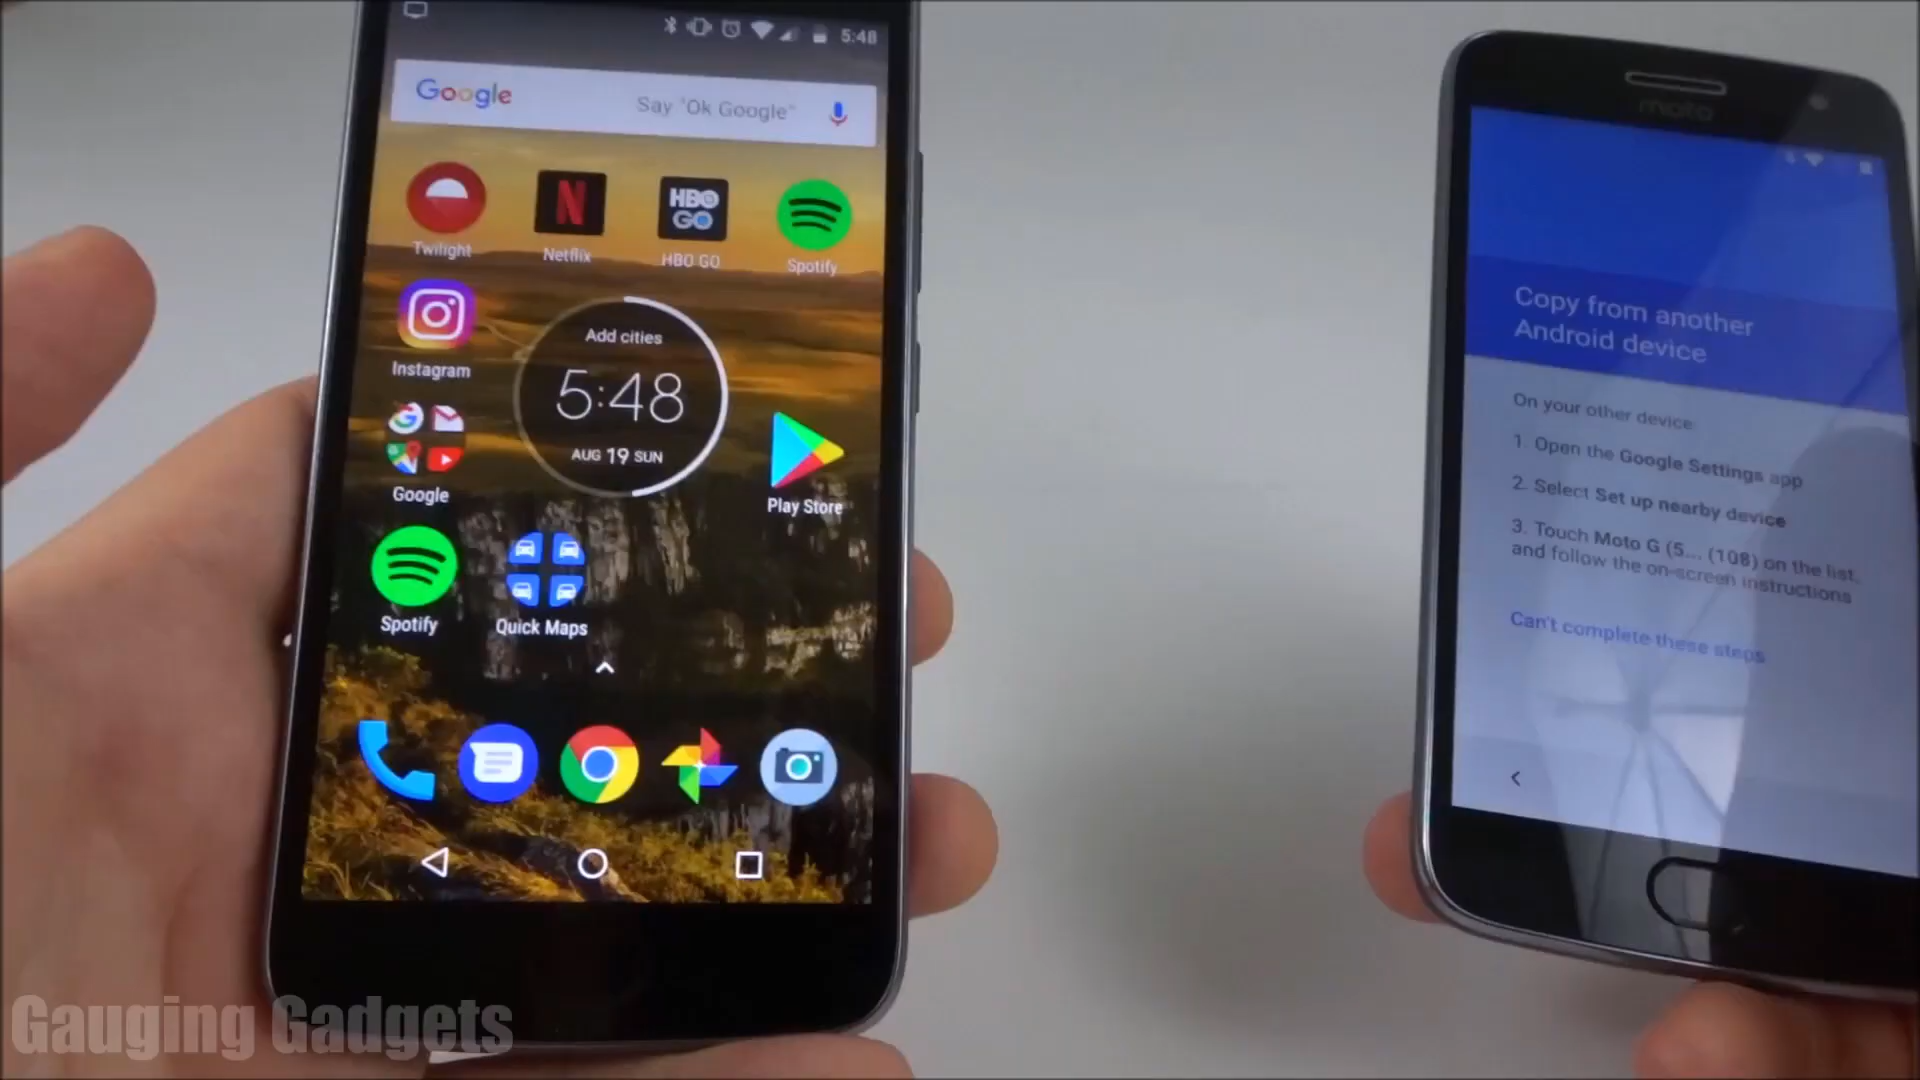 5:48
Google
Say "Ok Google"
Twilight
N
Netflix
HBO
GO
HBO GO
Spotify
Instagram
Add cities
5:48
AUG 19 SUN
Google
Play Store
Spotify
Quick Maps
moto
Copy from another
Android device
On your other device
1. Open the Google Settings app
2. Select Set up nearby device
3. Touch Moto G (5... (108) on the list,
and follow the on-screen instructions
Can't complete these steps
Gauging Gadgets